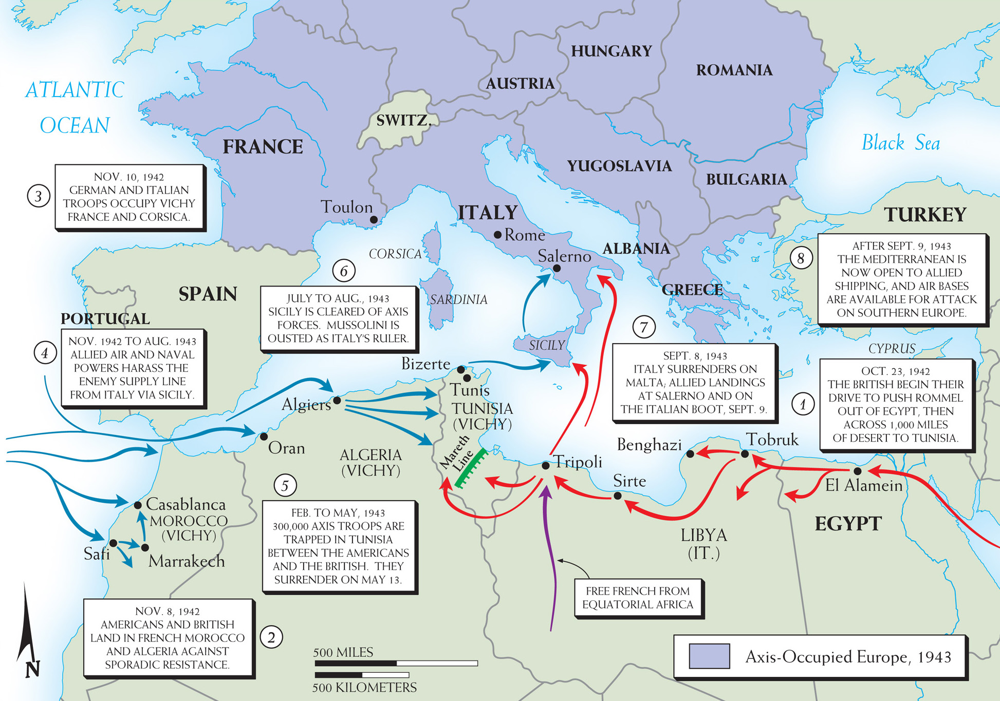 ATLANTIC
OCEAN
FRANCE
SWITZ.
AUSTRIA
HUNGARY
ROMANIA
YUGOSLAVIA
BULGARIA
Black Sea
TURKEY
ITALY
Toulon
Rome
Salerno
CORSICA
SARDINIA
SICILY
ALBANIA
GREECE
CYPRUS
SPAIN
PORTUGAL
3
NOV. 10, 1942
GERMAN AND ITALIAN
TROOPS OCCUPY VICHY
FRANCE AND CORSICA.
6
JULY TO AUG., 1943
SICILY IS CLEARED OF AXIS
FORCES. MUSSOLINI IS
OUSTED AS ITALY'S RULER.
8
AFTER SEPT. 9, 1943
THE MEDITERRANEAN IS
NOW OPEN TO ALLIED
SHIPPING, AND AIR BASES
ARE AVAILABLE FOR ATTACK
ON SOUTHERN EUROPE.
4
NOV. 1942 TO AUG. 1943
ALLIED AIR AND NAVAL
POWERS HARASS THE
ENEMY SUPPLY LINE
FROM ITALY VIA SICILY.
7
SEPT. 8, 1943
ITALY SURRENDERS ON
MALTA; ALLIED LANDINGS
AT SALERNO AND ON
THE ITALIAN BOOT, SEPT. 9.
1
OCT. 23, 1942
THE BRITISH BEGIN THEIR
DRIVE TO PUSH ROMMEL
OUT OF EGYPT, THEN
ACROSS 1,000 MILES
OF DESERT TO TUNISIA.
Bizerte
Tunis
TUNISIA
(VICHY)
Algiers
Oran
ALGERIA
(VICHY)
Mareth
Line
Tripoli
Sirte
Benghazi
Tobruk
El Alamein
EGYPT
LIBYA
(IT.)
Casablanca
MOROCCO
(VICHY)
Safi
Marrakech
5
FEB. TO MAY, 1943
300,000 AXIS TROOPS ARE
TRAPPED IN TUNISIA
BETWEEN THE AMERICANS
AND THE BRITISH. THEY
SURRENDER ON MAY 13.
FREE FRENCH FROM
EQUATORIAL AFRICA
2
NOV. 8, 1942
AMERICANS AND BRITISH
LAND IN FRENCH MOROCCO
AND ALGERIA AGAINST
SPORADIC RESISTANCE.
N
500 MILES
500 KILOMETERS
Axis-Occupied Europe, 1943